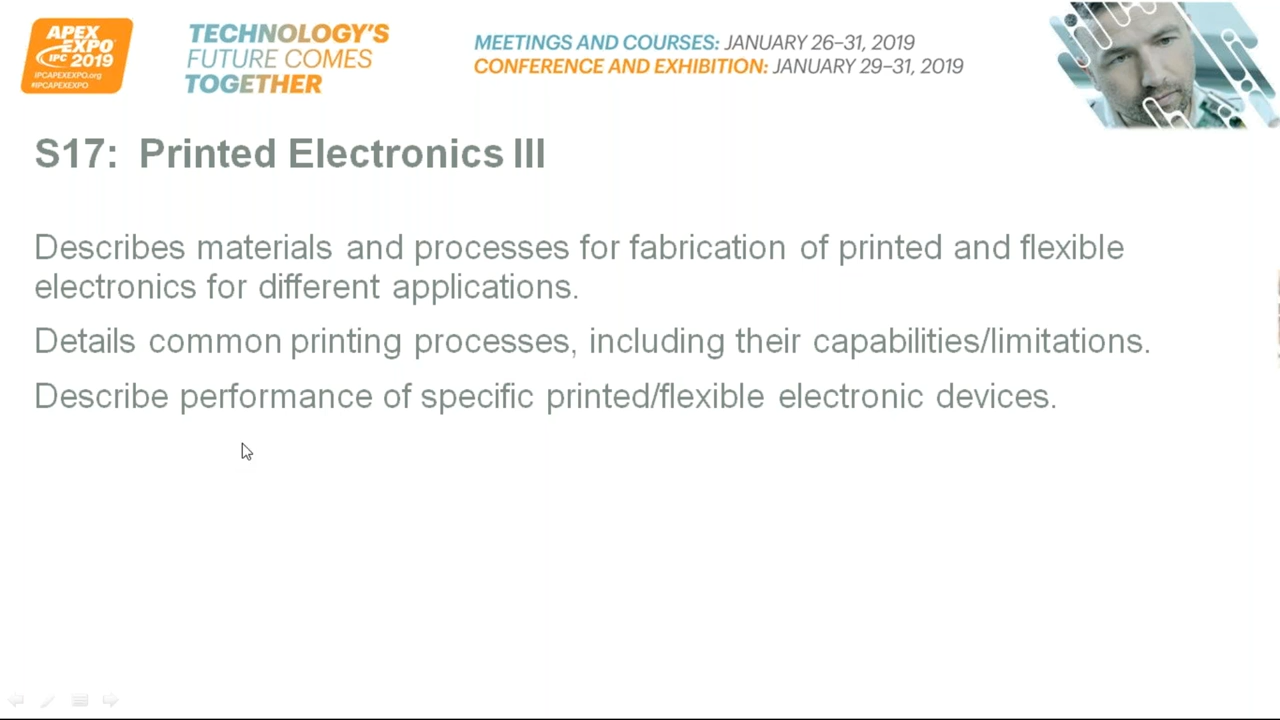 APEX
EXPO
IPC 2019
IPCAPEXEXPO.org
#IPCAPEXEXPO
TECHNOLOGY'S
FUTURE COMES
TOGETHER
MEETINGS AND COURSES: JANUARY 26–31, 2019
CONFERENCE AND EXHIBITION: JANUARY 29–31, 2019
S17: Printed Electronics III
Describes materials and processes for fabrication of printed and flexible
electronics for different applications.
Details common printing processes, including their capabilities/limitations.
Describe performance of specific printed/flexible electronic devices.